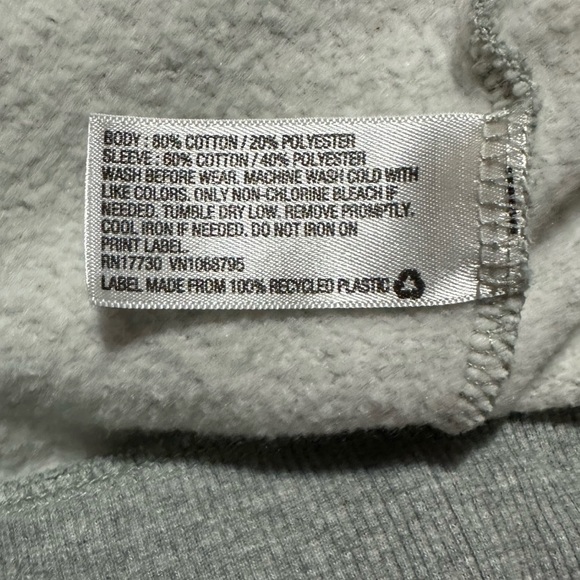 BODY : 80% COTTON / 20% POLYESTER
SLEEVE : 60% COTTON / 40% POLYESTER
WASH BEFORE WEAR. MACHINE WASH COLD WITH
LIKE COLORS. ONLY NON-CHLORINE BLEACH IF
NEEDED. TUMBLE DRY LOW. REMOVE PROMPTLY.
COOL IRON IF NEEDED. DO NOT IRON ON
PRINT LABEL.
RN17730 VN1068795
LABEL MADE FROM 100% RECYCLED PLASTIC